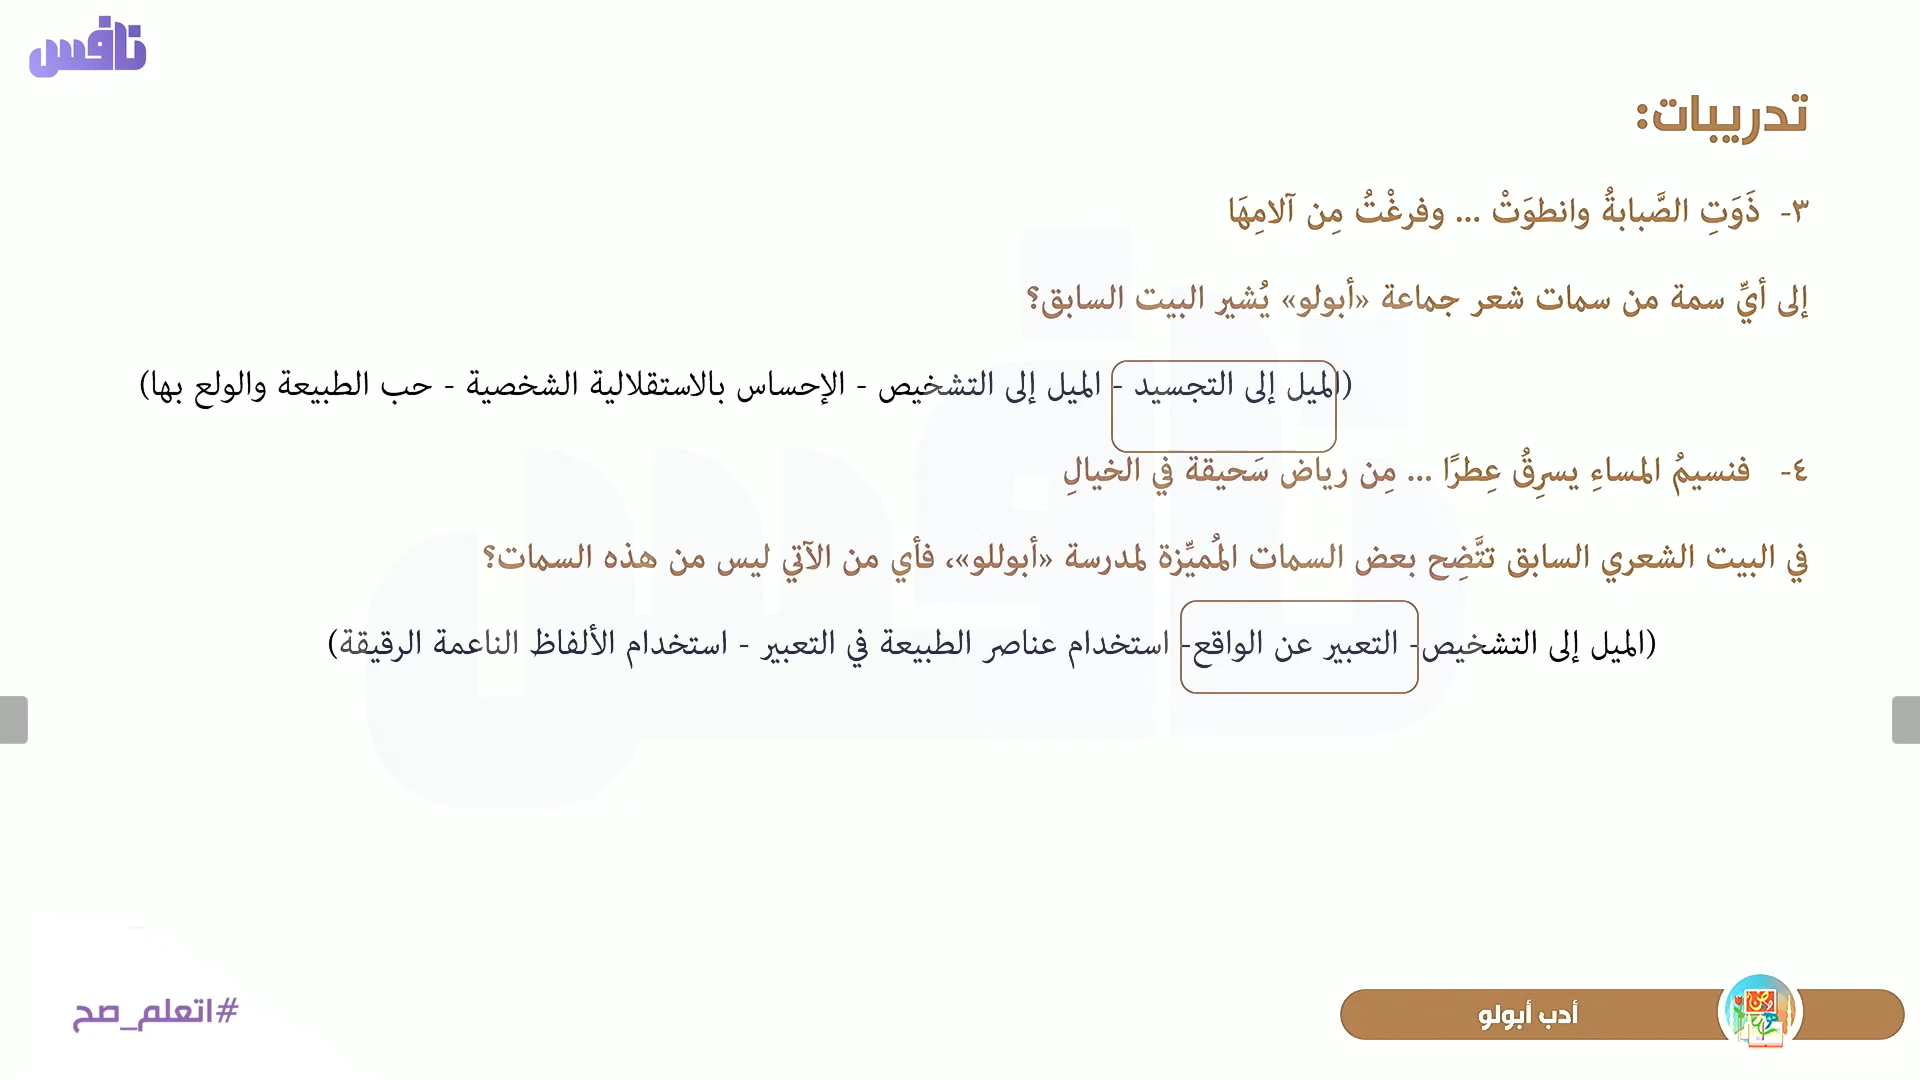 نافس
تدريبات:
٣- ذَوَتِ الصَّبابةُ وانطوَتْ ... وفرغْتُ مِن آلامِهَا
إلى أيِّ سمة من سمات شعر جماعة «أبولو» يُشير البيت السابق؟
(الميل إلى التجسيد - الميل إلى التشخيص - الإحساس بالاستقلالية الشخصية - حب الطبيعة والولع بها)
٤- فنسيمُ المساءِ يسرِقُ عِطرًا ... مِن رياض سَحيقة في الخيالِ
في البيت الشعري السابق تتَّضِح بعض السمات المُميِّزة لمدرسة «أبوللو»، فأي من الآتي ليس من هذه السمات؟
(الميل إلى التشخيص- التعبير عن الواقع- استخدام عناصر الطبيعة في التعبير - استخدام الألفاظ الناعمة الرقيقة)
أدب أبولو
#اتعلم_صح